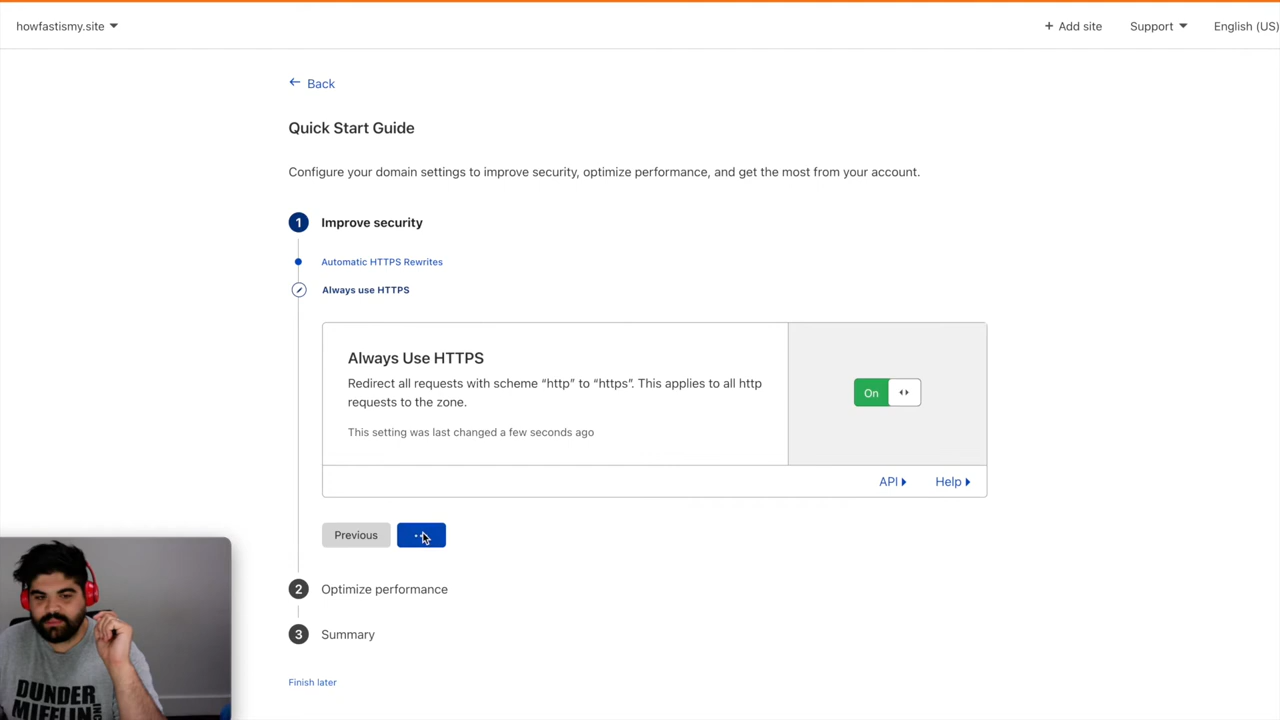 howfastismy.site
+ Add site
Support
English (US)
← Back
Quick Start Guide
Configure your domain settings to improve security, optimize performance, and get the most from your account.
1
Improve security
Automatic HTTPS Rewrites
Always use HTTPS
Always Use HTTPS
Redirect all requests with scheme “http” to “https”. This applies to all http
requests to the zone.
This setting was last changed a few seconds ago
On
API
Help
Previous
2
Optimize performance
3
Summary
Finish later
DUNDER
MIFFLIN INC